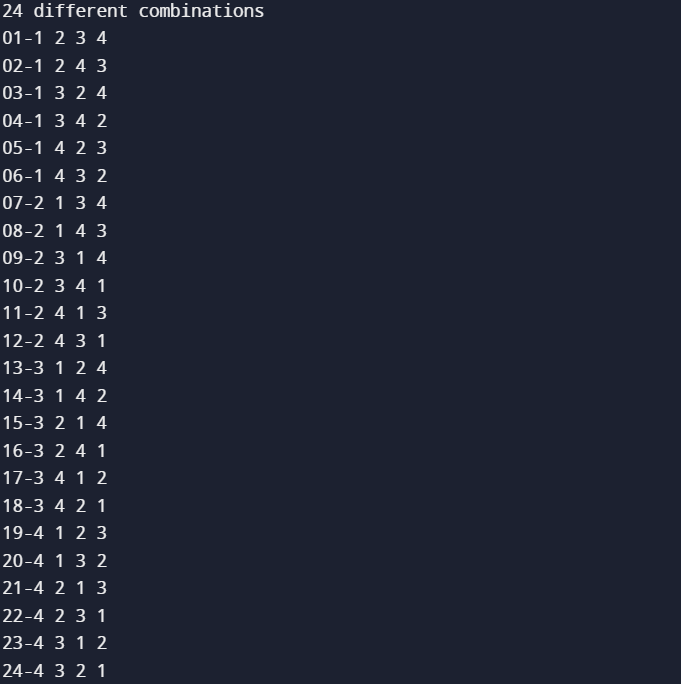 24 different combinations
01-1 2 3 4
02-1 2 4 3
03-1 3 2 4
04-1 3 4 2
05-1 4 2 3
06-1 4 3 2
07-2 1 3 4
08-2 1 4 3
09-2 3 1 4
10-2 3 4 1
11-2 4 1 3
12-2 4 3 1
13-3 1 2 4
14-3 1 4 2
15-3 2 1 4
16-3 2 4 1
17-3 4 1 2
18-3 4 2 1
19-4 1 2 3
20-4 1 3 2
21-4 2 1 3
22-4 2 3 1
23-4 3 1 2
24-4 3 2 1